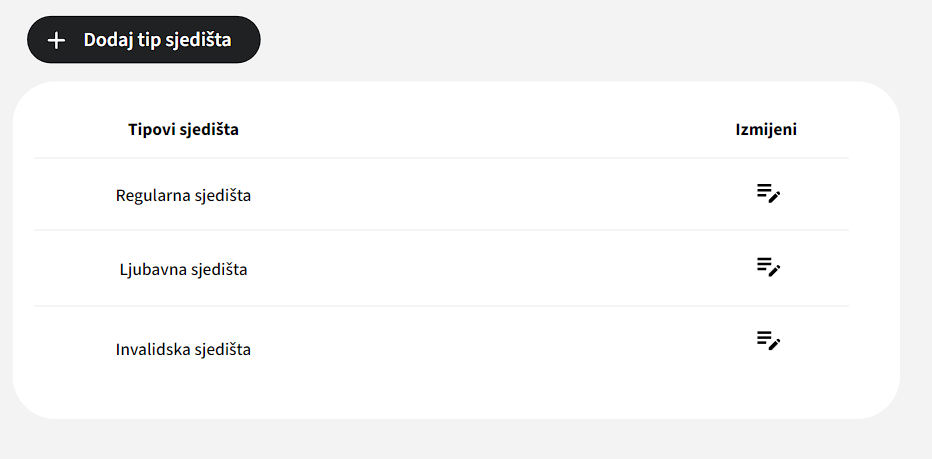 Dodaj tip sjedišta
Tipovi sjedišta Izmijeni
Regularna sjedišta
Ljubavna sjedišta
Invalidska sjedišta